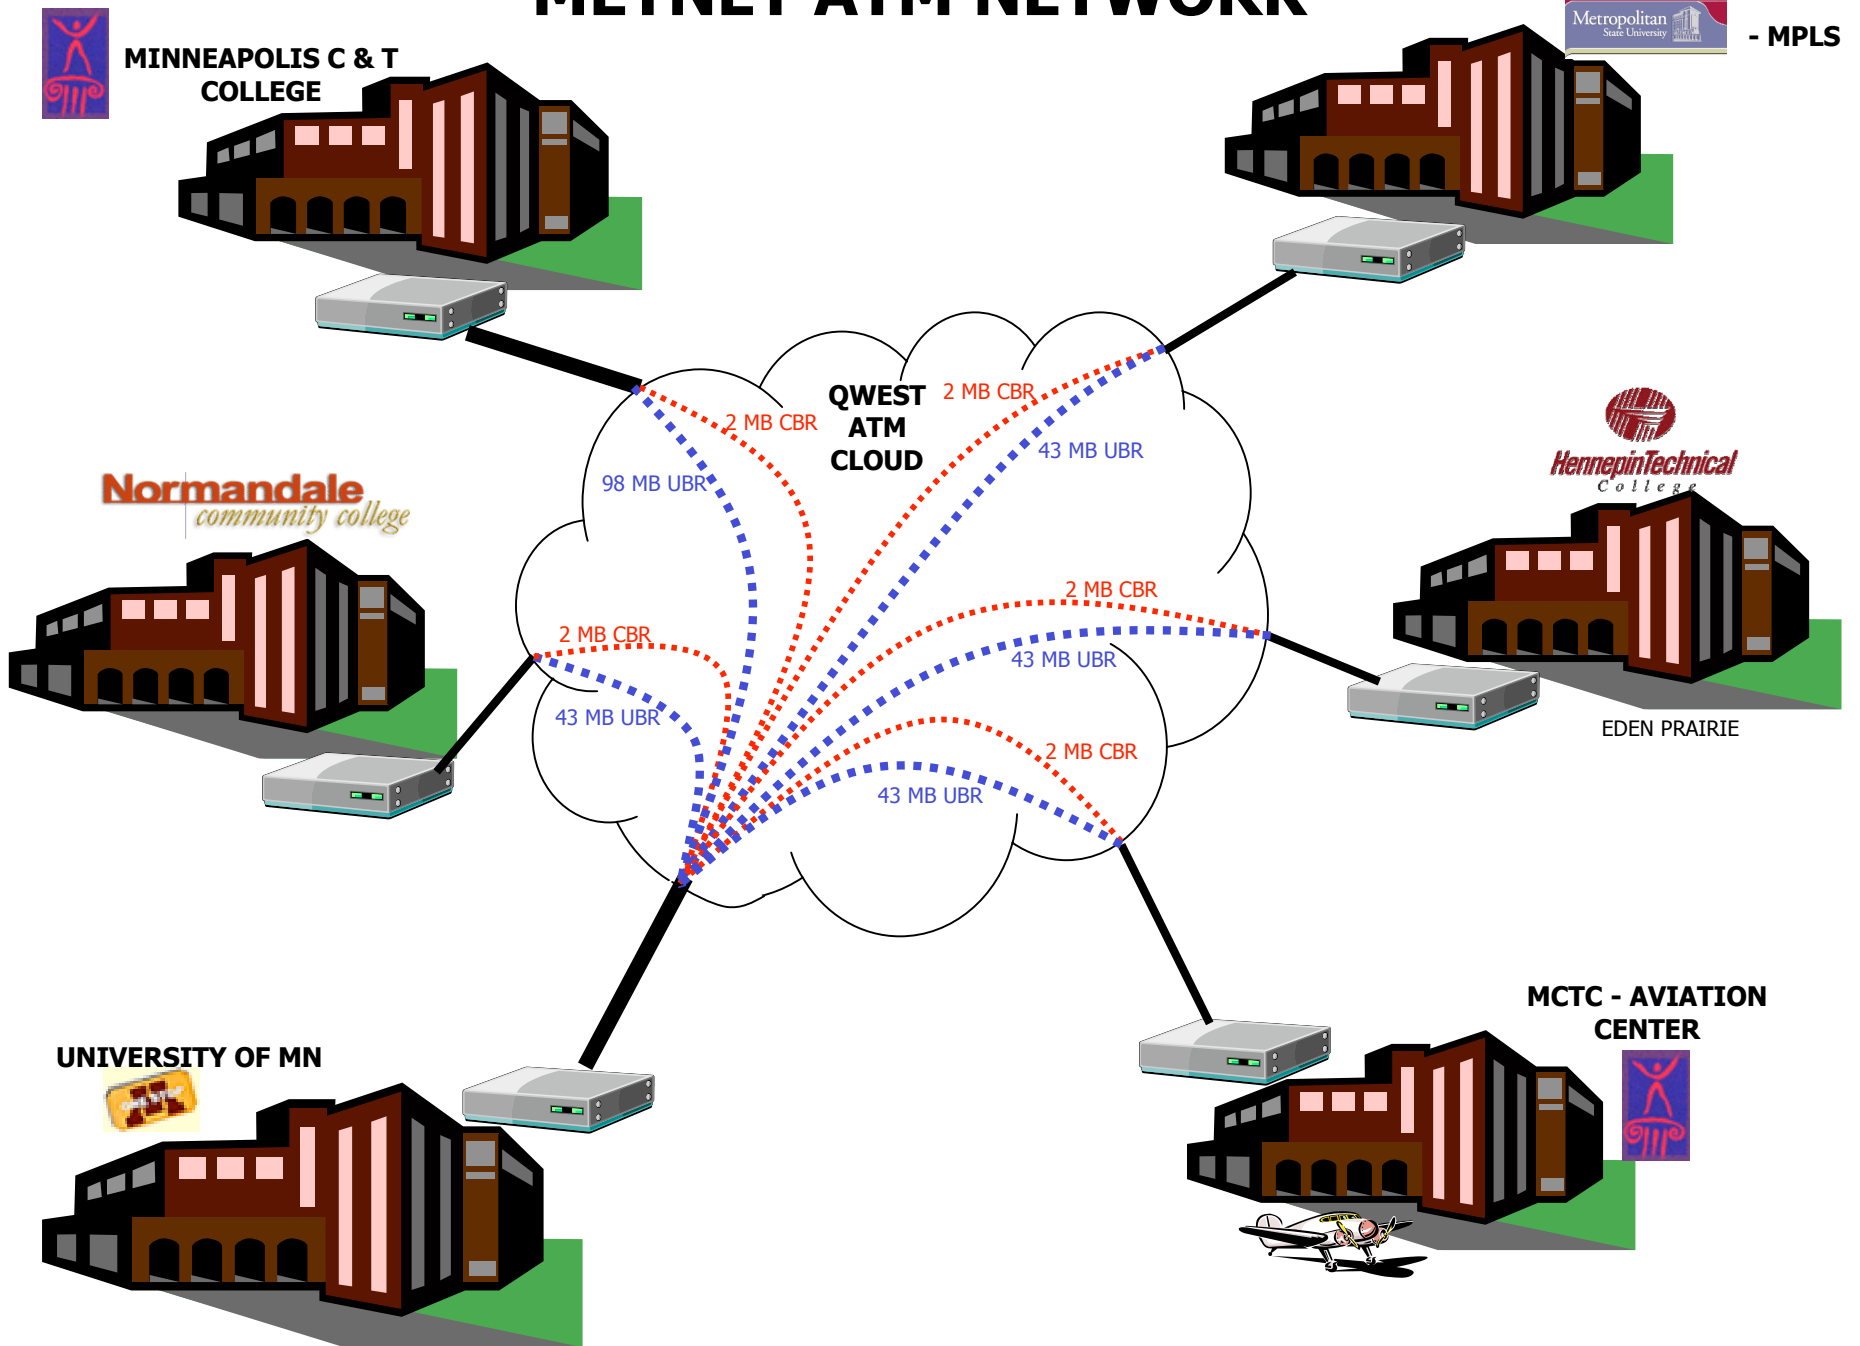 METNET ATM NETWORK
MINNEAPOLIS C & T
COLLEGE
Metropolitan
State University
- MPLS
QWEST
ATM
CLOUD
2 MB CBR
2 MB CBR
43 MB UBR
98 MB UBR
Normandale
community college
HennepinTechnical
College
2 MB CBR
2 MB CBR
43 MB UBR
43 MB UBR
EDEN PRAIRIE
2 MB CBR
43 MB UBR
MCTC - AVIATION
CENTER
UNIVERSITY OF MN